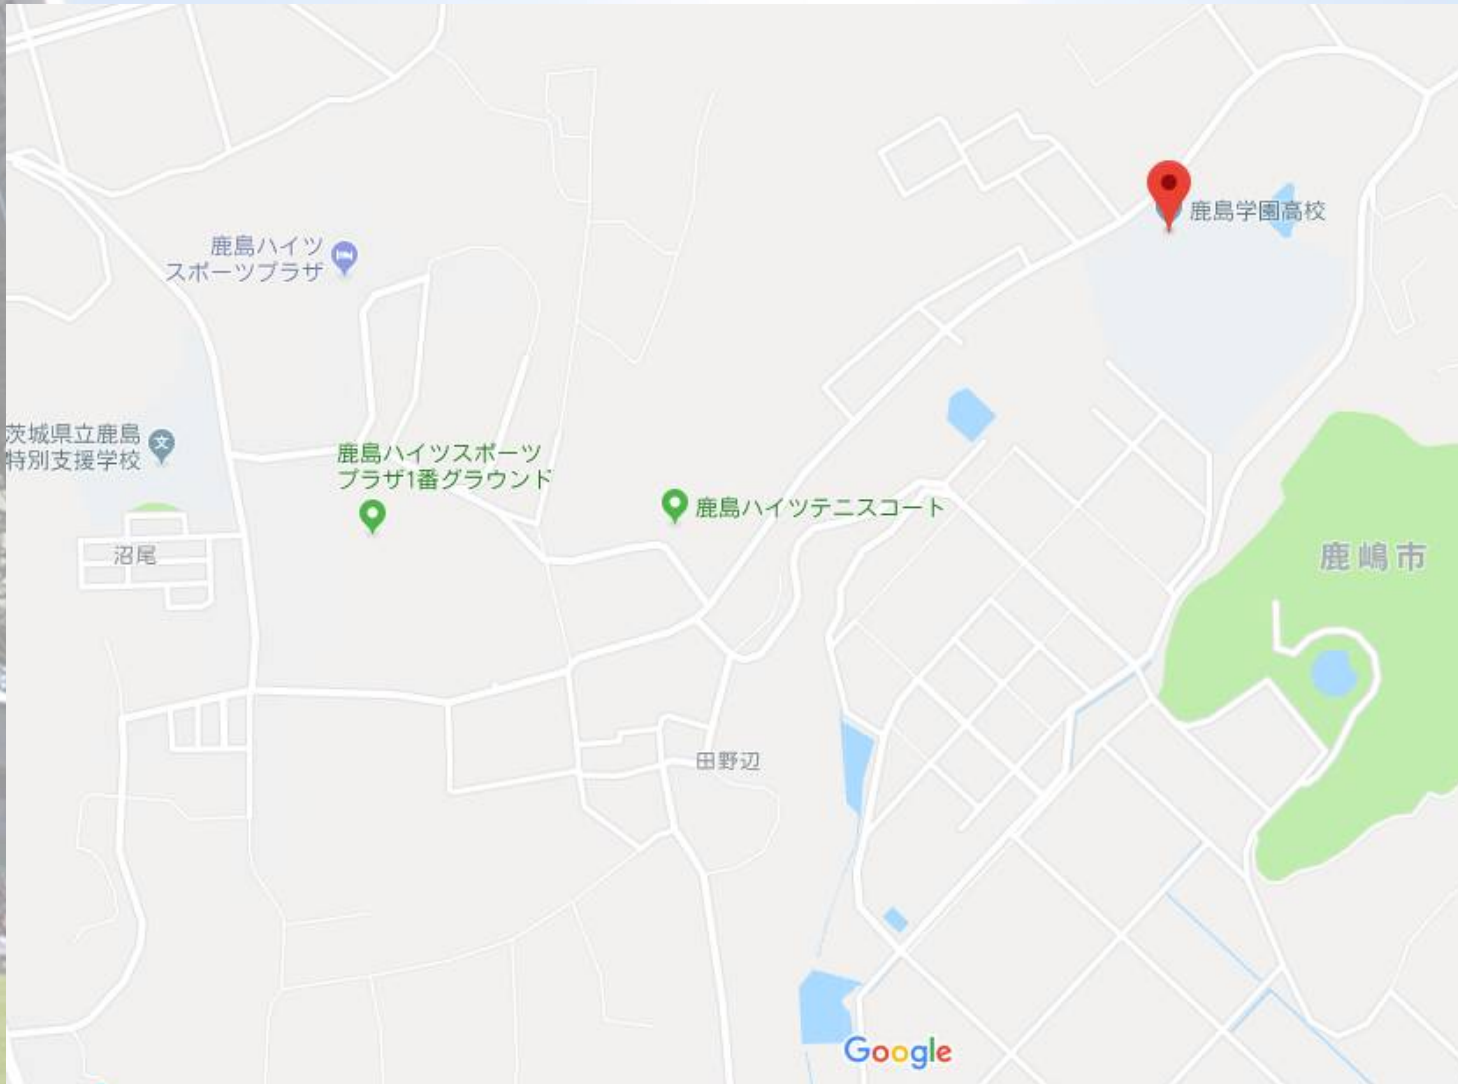 鹿島学園高校
鹿島ハイツ
スポーツプラザ
茨城県立鹿島
特別支援学校
鹿島ハイツスポーツ
プラザ1番グラウンド
鹿島ハイツテニスコート
沼尾
鹿嶋市
田野辺
Google
文